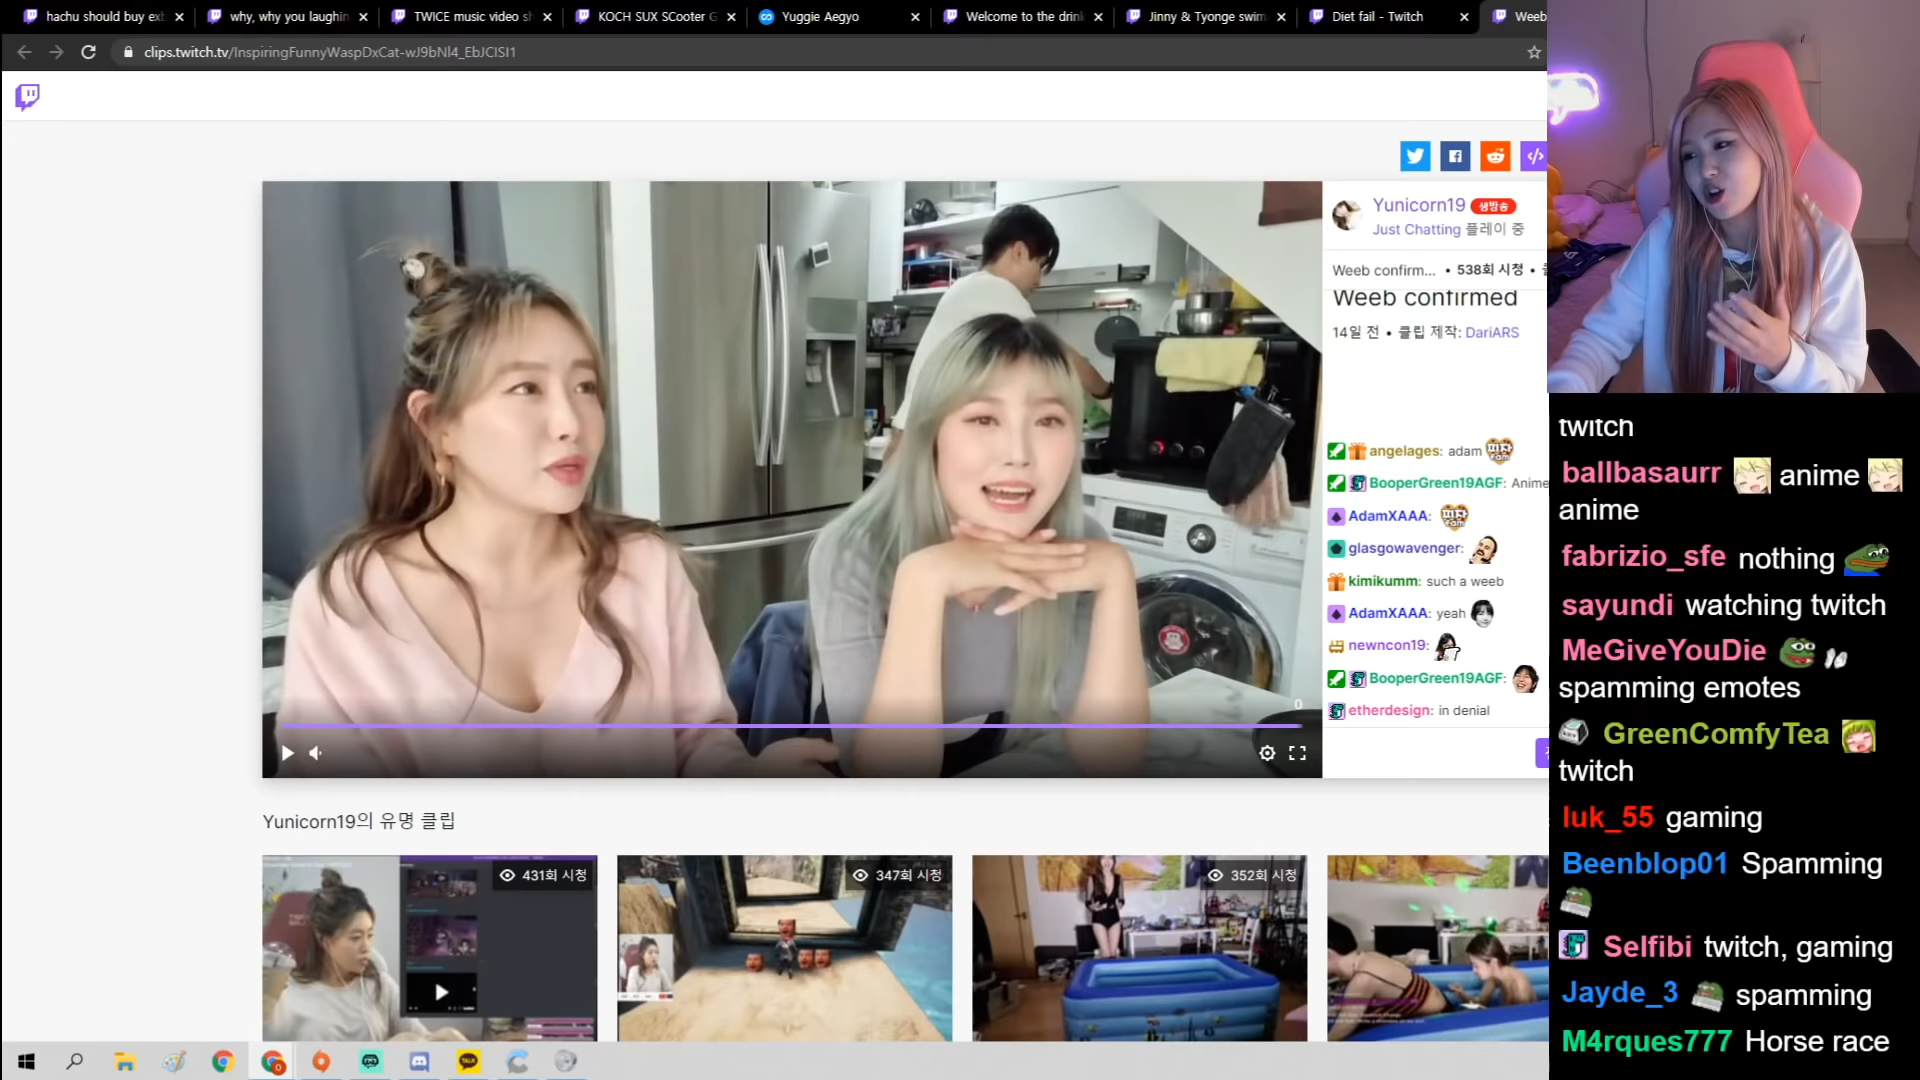 hachu should buy ext
why, why you laughin
TWICE music video sh
KOCH SUX SCooter G
Yuggie Aegyo
Welcome to the drink
Jinny & Tyonge swim
Diet fail - Twitch
Weeb
clips.twitch.tv/InspiringFunnyWaspDxCat-wJ9bNl4_EbJCISI1
Yunicorn19 생방송
Just Chatting 플레이 중
Weeb confirm... • 538회 시청 •
Weeb confirmed
14일 전 • 클립 제작: DariARS
angelages: adam
BooperGreen19AGF: Anime
AdamXAAA:
glasgowavenger:
kimikumm: such a weeb
AdamXAAA: yeah
newncon19:
BooperGreen19AGF:
etherdesign: in denial
0
Yunicorn19의 유명 클립
431회 시청
347회 시청
352회 시청
twitch
ballbasaurr anime
anime
fabrizio_sfe nothing
sayundi watching twitch
MeGiveYouDie
spamming emotes
GreenComfyTea
twitch
luk_55 gaming
Beenblop01 Spamming
Selfibi twitch, gaming
Jayde_3 spamming
M4rques777 Horse race
TALK